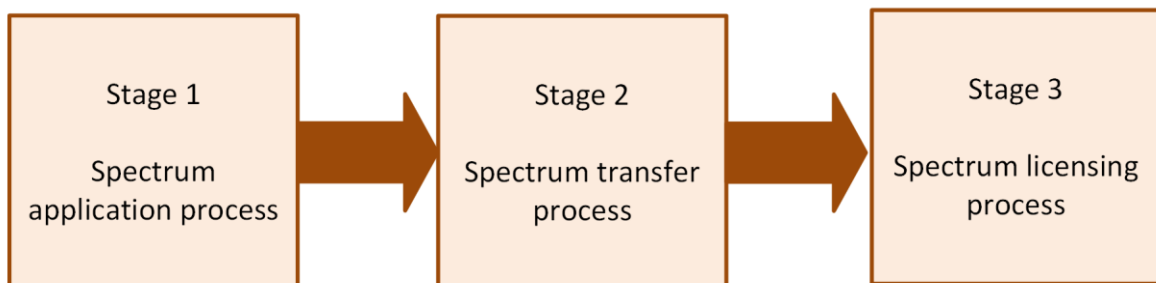 Stage 1
Spectrum
application process
Stage 2
Spectrum transfer
process
Stage 3
Spectrum licensing
process